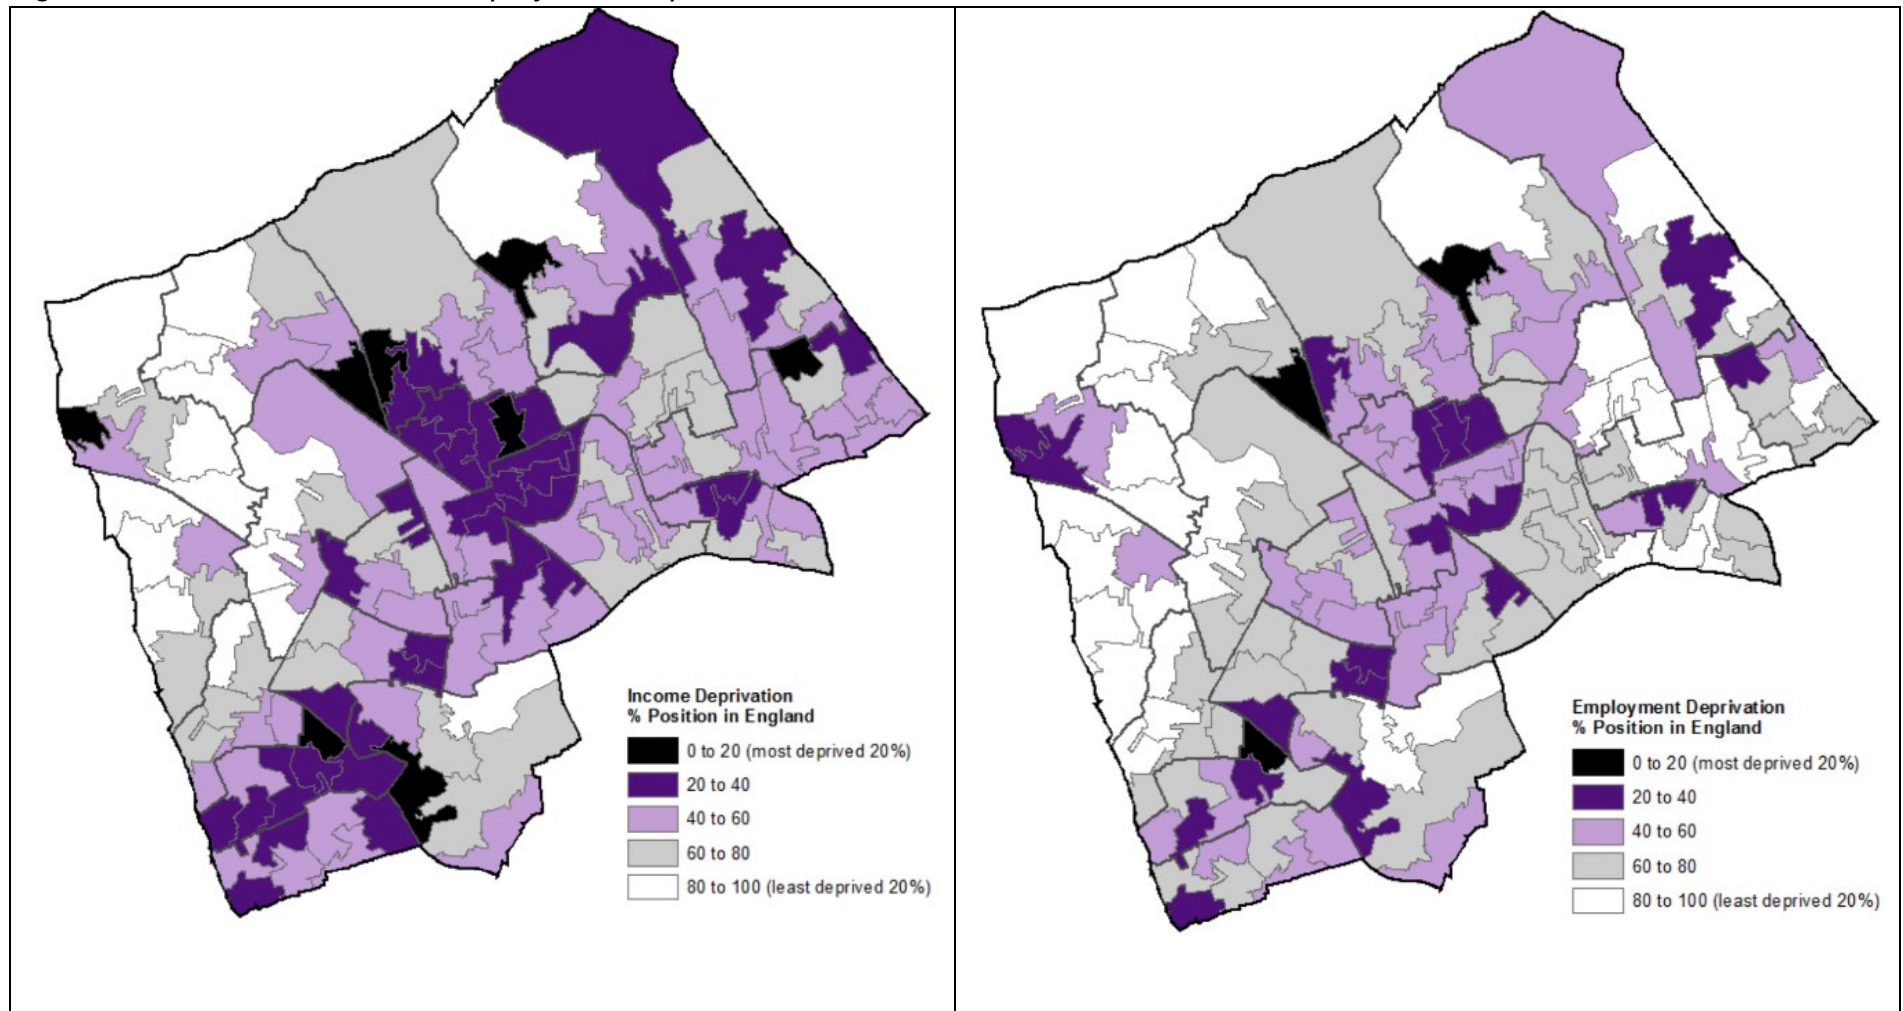 Income Deprivation
% Position in England
0 to 20 (most deprived 20%)
20 to 40
40 to 60
60 to 80
80 to 100 (least deprived 20%)
Employment Deprivation
% Position in England
0 to 20 (most deprived 20%)
20 to 40
40 to 60
60 to 80
80 to 100 (least deprived 20%)